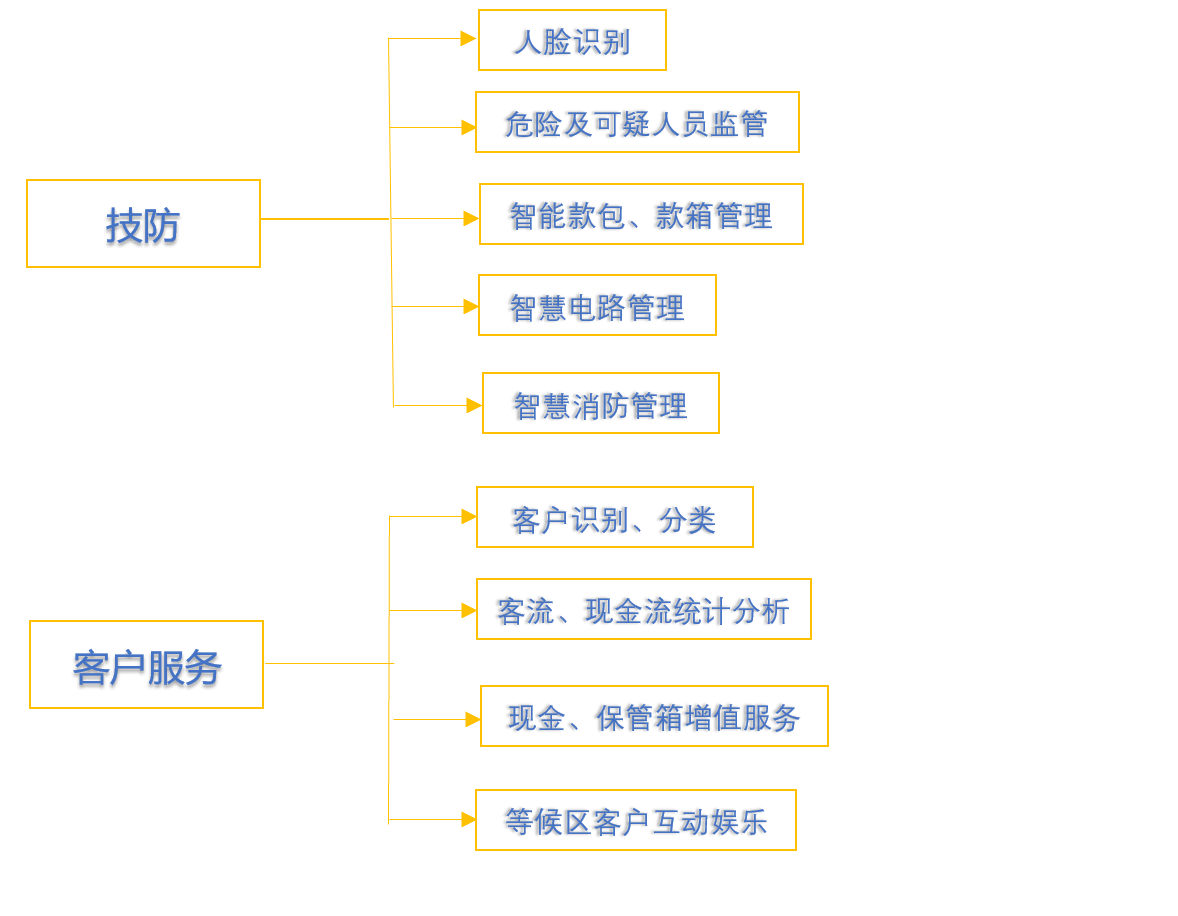 技防
人脸识别
危险及可疑人员监管
智能款包、款箱管理
智慧电路管理
智慧消防管理
客户服务
客户识别、分类
客流、现金流统计分析
现金、保管箱增值服务
等候区客户互动娱乐